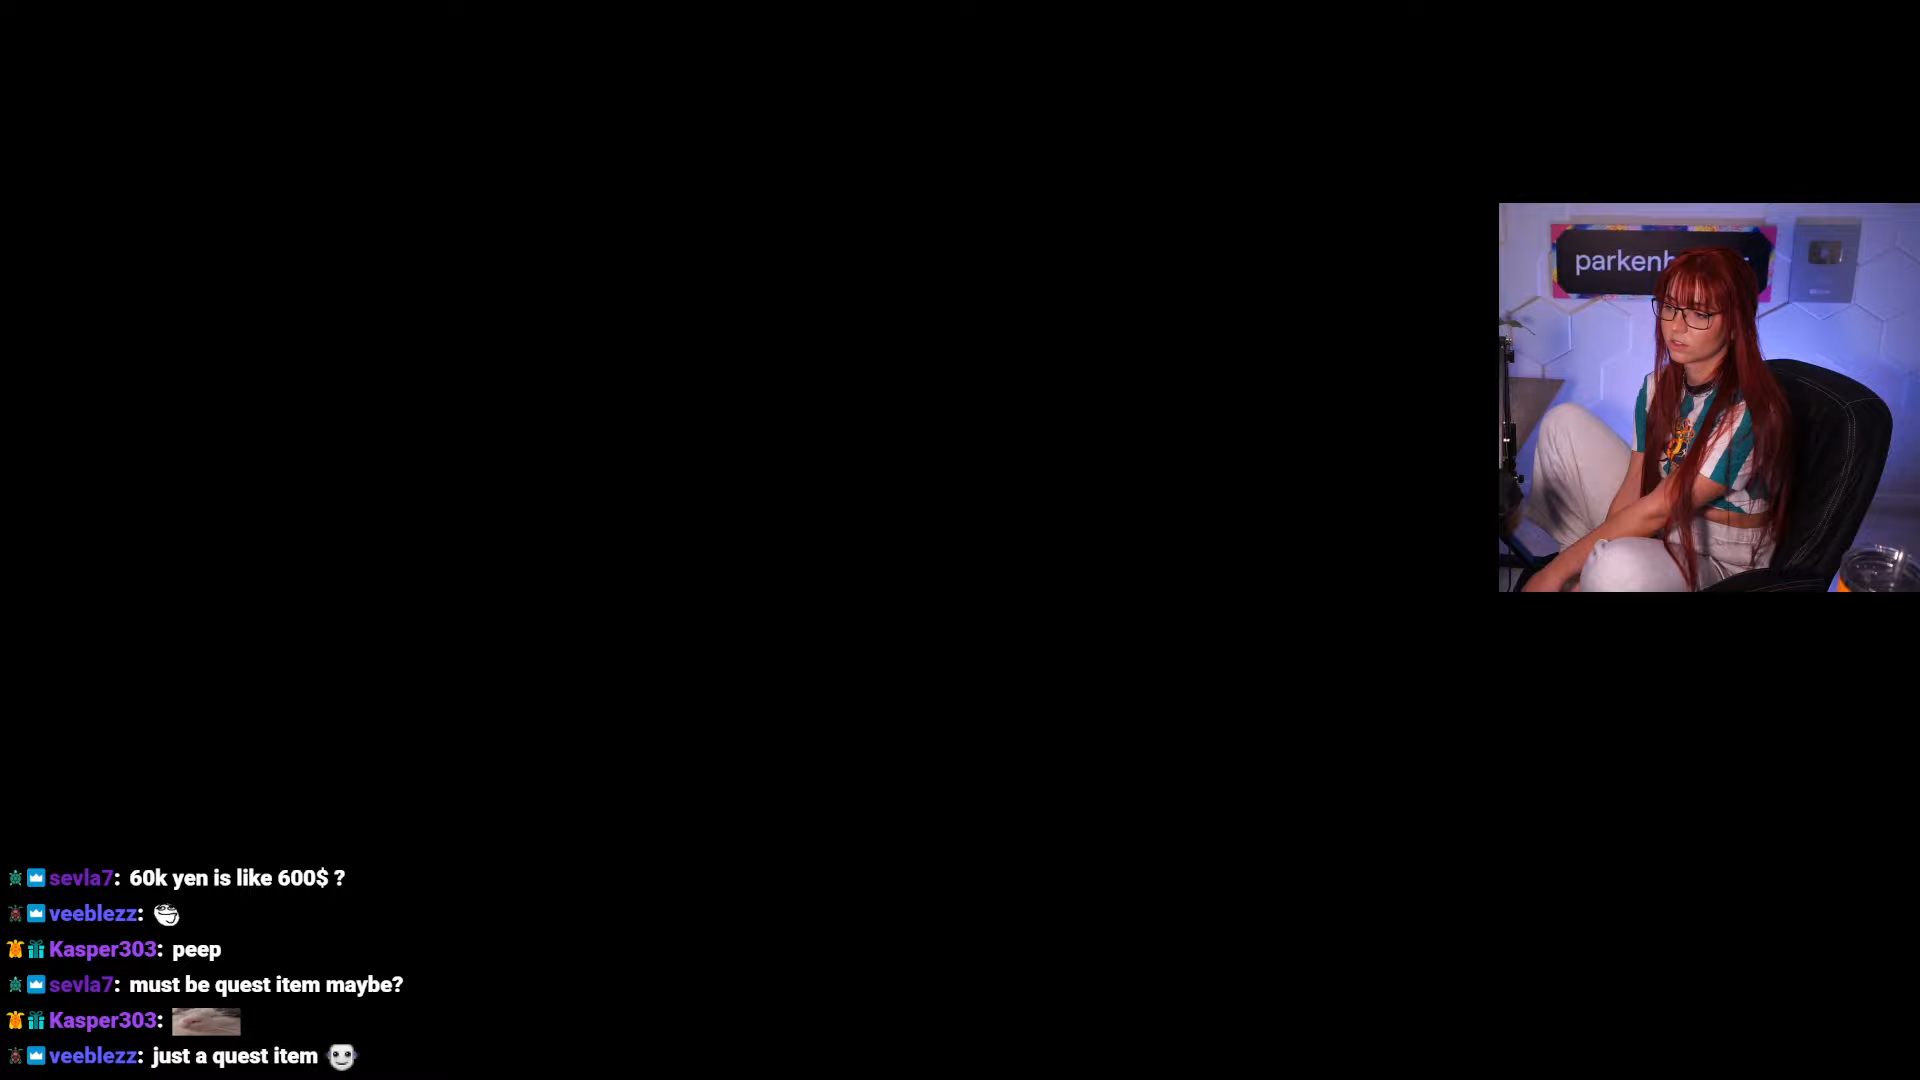 parkenh
sevla7: 60k yen is like 600$ ?
veeblezz:
Kasper303: peep
sevla7: must be quest item maybe?
Kasper303:
veeblezz: just a quest item